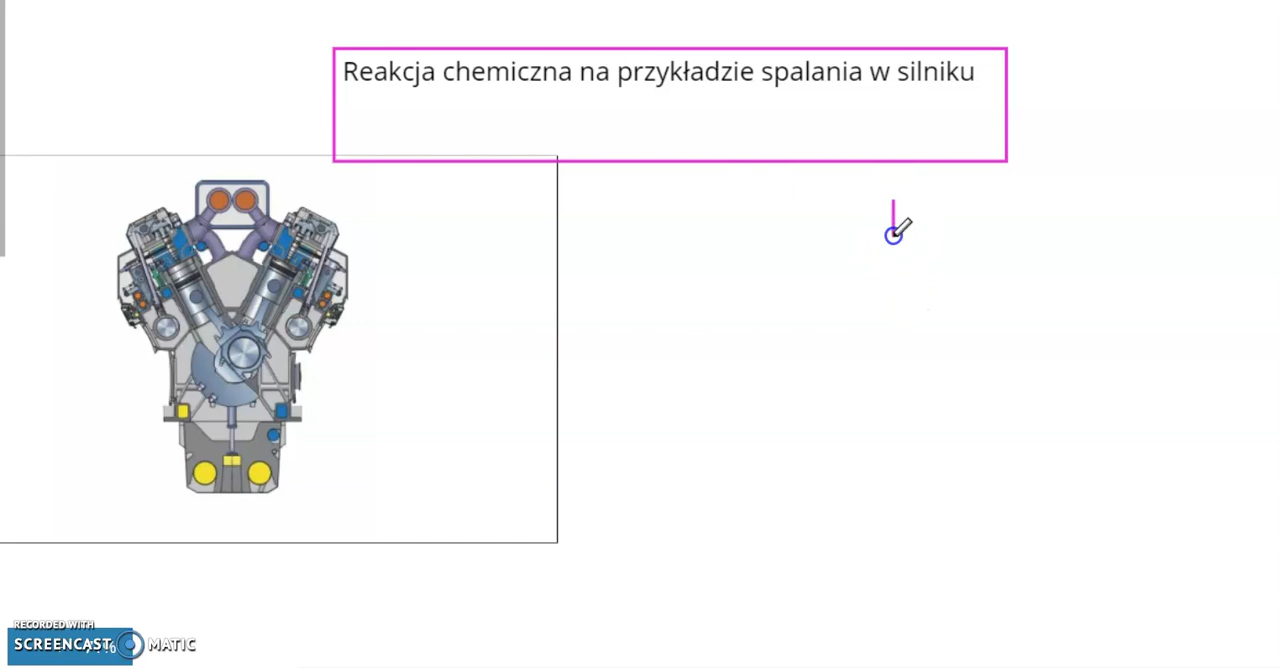 Reakcja chemiczna na przykładzie spalania w silniku
RECORDED WITH
SCREENCAST MATIC